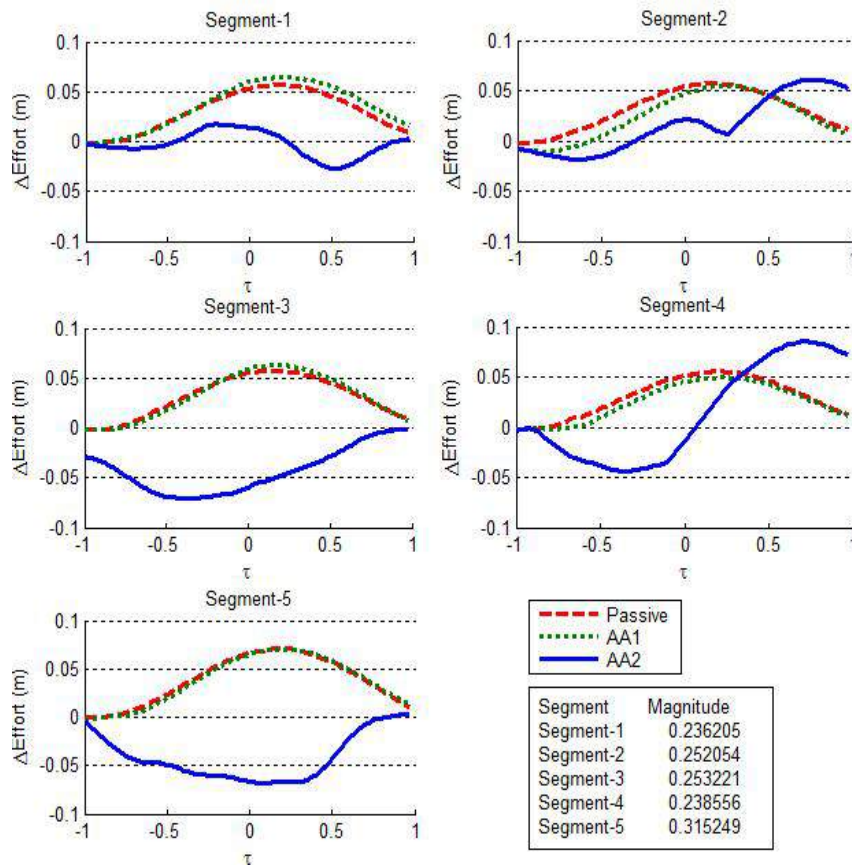 Segment-1
0.1
0.05
0
-0.05
-0.1
ΔEffort (m)
-1 -0.5 0 0.5 1
τ
Segment-2
0.1
0.05
0
-0.05
-0.1
ΔEffort (m)
-1 -0.5 0 0.5 1
τ
Segment-3
0.1
0.05
0
-0.05
-0.1
ΔEffort (m)
-1 -0.5 0 0.5 1
τ
Segment-4
0.1
0.05
0
-0.05
-0.1
ΔEffort (m)
-1 -0.5 0 0.5 1
τ
Segment-5
0.1
0.05
0
-0.05
-0.1
ΔEffort (m)
-1 -0.5 0 0.5 1
τ
Passive
AA1
AA2
Segment Magnitude
Segment-1 0.236205
Segment-2 0.252054
Segment-3 0.253221
Segment-4 0.238556
Segment-5 0.315249